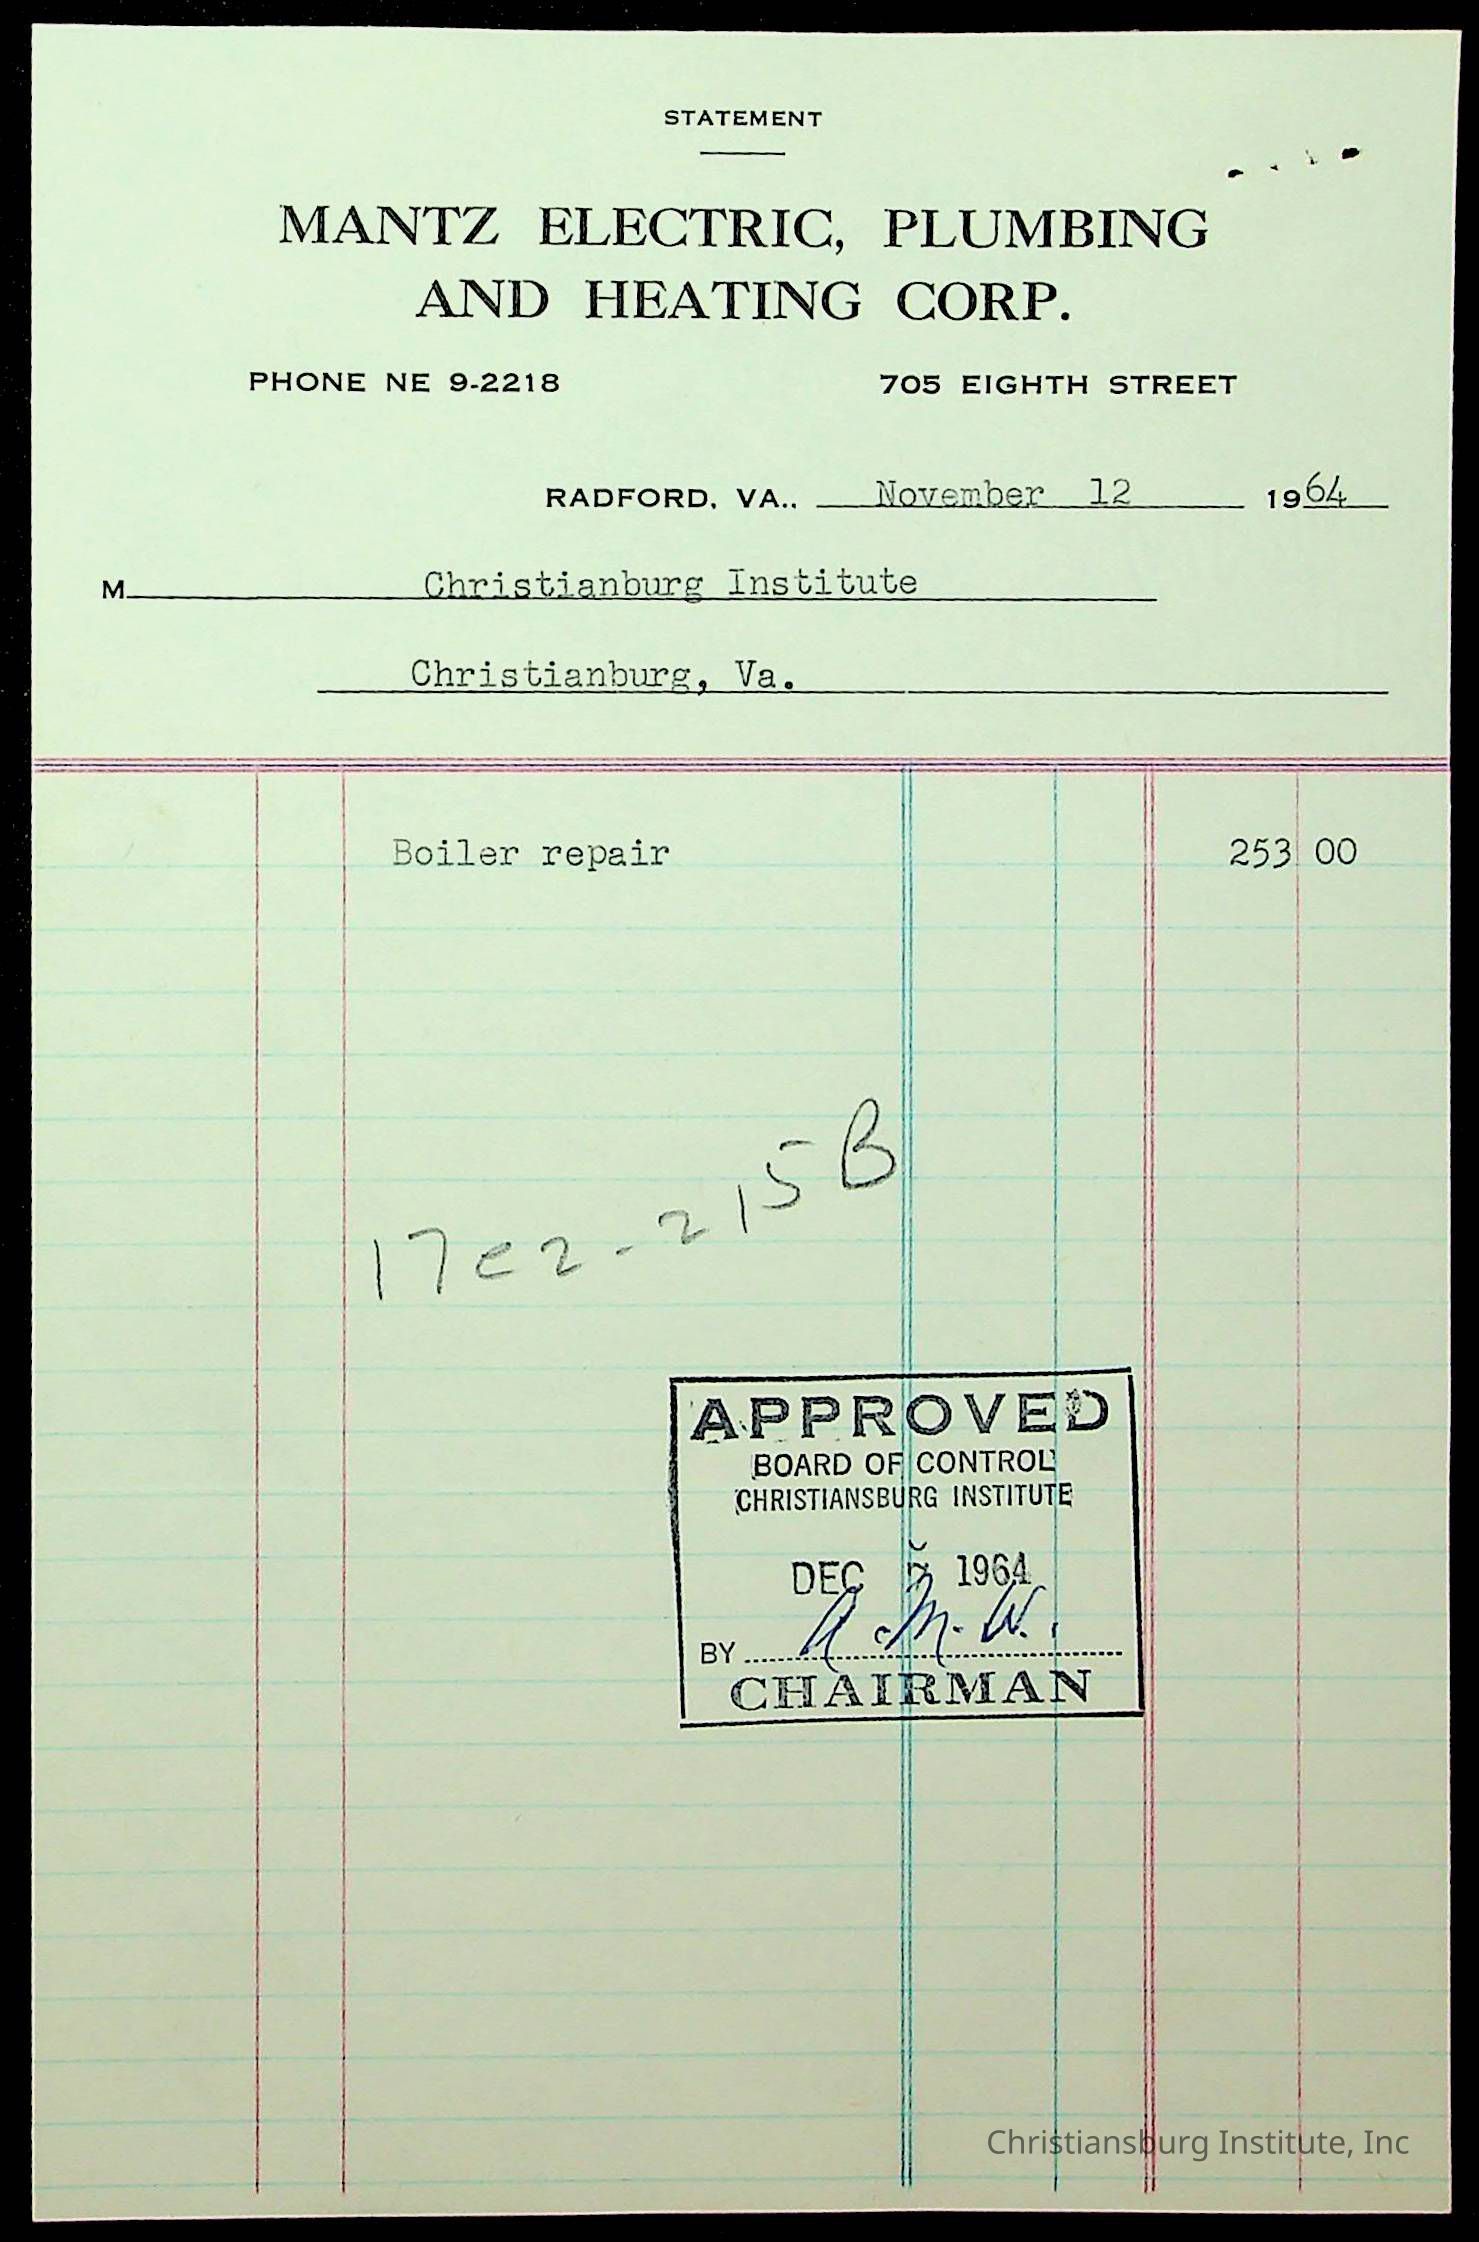 STATEMENT
MANTZ ELECTRIC, PLUMBING
AND HEATING CORP.
PHONE NE 9-2218 705 EIGHTH STREET
RADFORD, VA., November 12 1964
M Christianburg Institute
Christianburg, Va.
Boiler repair 253 00
17e2-215B
APPROVED
BOARD OF CONTROL
CHRISTIANSBURG INSTITUTE
DEC 1964
BY A. M. W.
CHAIRMAN
Christiansburg Institute, Inc